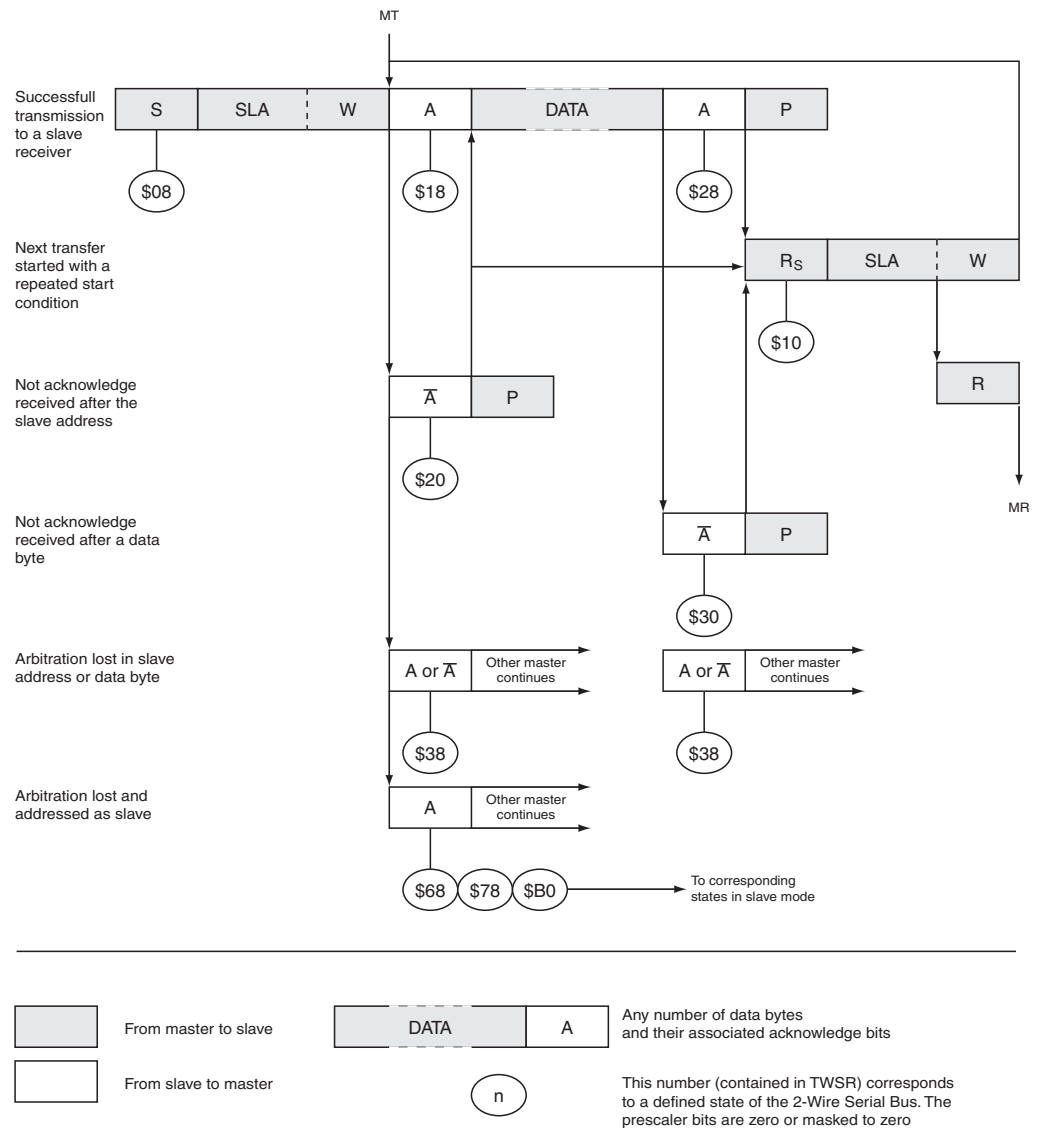 MT
Successfull
transmission
to a slave
receiver
S SLA W A DATA A P
$08 $18 $28
Next transfer
started with a
repeated start
condition
RS SLA W
$10
Not acknowledge
received after the
slave address
A̅ P
R
$20
MR
Not acknowledge
received after a data
byte
A̅ P
$30
Arbitration lost in slave
address or data byte
A or A̅
Other master
continues
A or A̅
Other master
continues
$38 $38
Arbitration lost and
addressed as slave
A
Other master
continues
$68 $78 $B0
To corresponding
states in slave mode
From master to slave
DATA A
Any number of data bytes
and their associated acknowledge bits
From slave to master
n
This number (contained in TWSR) corresponds
to a defined state of the 2-Wire Serial Bus. The
prescaler bits are zero or masked to zero